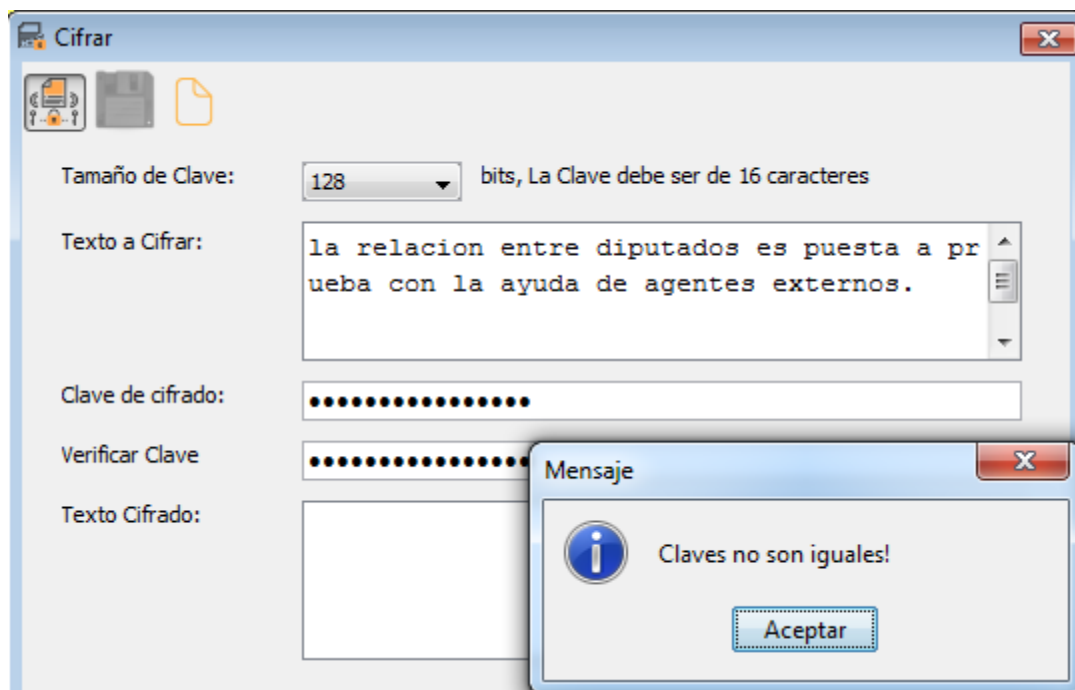 Cifrar
Tamaño de Clave:
128
bits, La Clave debe ser de 16 caracteres
Texto a Cifrar:
la relacion entre diputados es puesta a pr
ueba con la ayuda de agentes externos.
Clave de cifrado:
••••••••••••••••
Verificar Clave
••••••••••••••••
Mensaje
Texto Cifrado:
Claves no son iguales!
Aceptar